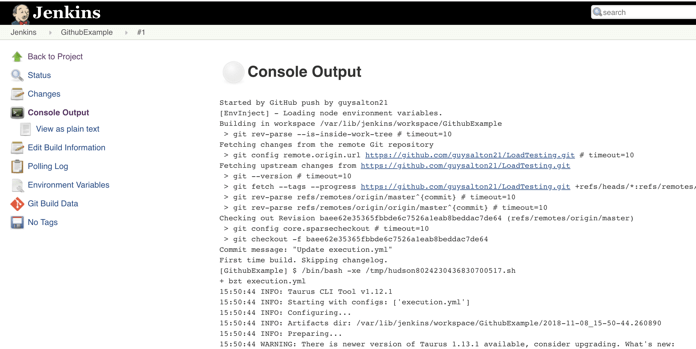 Jenkins
search
Jenkins › GithubExample › #1
Back to Project
Status
Changes
Console Output
View as plain text
Edit Build Information
Polling Log
Environment Variables
Git Build Data
No Tags
Console Output
Started by GitHub push by guysalton21
[EnvInject] - Loading node environment variables.
Building in workspace /var/lib/jenkins/workspace/GithubExample
> git rev-parse --is-inside-work-tree # timeout=10
Fetching changes from the remote Git repository
> git config remote.origin.url https://github.com/guysalton21/LoadTesting.git # timeout=10
Fetching upstream changes from https://github.com/guysalton21/LoadTesting.git
> git --version # timeout=10
> git fetch --tags --progress https://github.com/guysalton21/LoadTesting.git +refs/heads/*:refs/remotes/
> git rev-parse refs/remotes/origin/master^{commit} # timeout=10
> git rev-parse refs/remotes/origin/origin/master^{commit} # timeout=10
Checking out Revision baee62e35365fbbde6c7526a1eab8beddac7de64 (refs/remotes/origin/master)
> git config core.sparsecheckout # timeout=10
> git checkout -f baee62e35365fbbde6c7526a1eab8beddac7de64
Commit message: "Update execution.yml"
First time build. Skipping changelog.
[GithubExample] $ /bin/bash -xe /tmp/hudson8024230436830700517.sh
+ bzt execution.yml
15:50:44 INFO: Taurus CLI Tool v1.12.1
15:50:44 INFO: Starting with configs: ['execution.yml']
15:50:44 INFO: Configuring...
15:50:44 INFO: Artifacts dir: /var/lib/jenkins/workspace/GithubExample/2018-11-08_15-50-44.260890
15:50:44 INFO: Preparing...
15:50:44 WARNING: There is newer version of Taurus 1.13.1 available, consider upgrading. What's new: